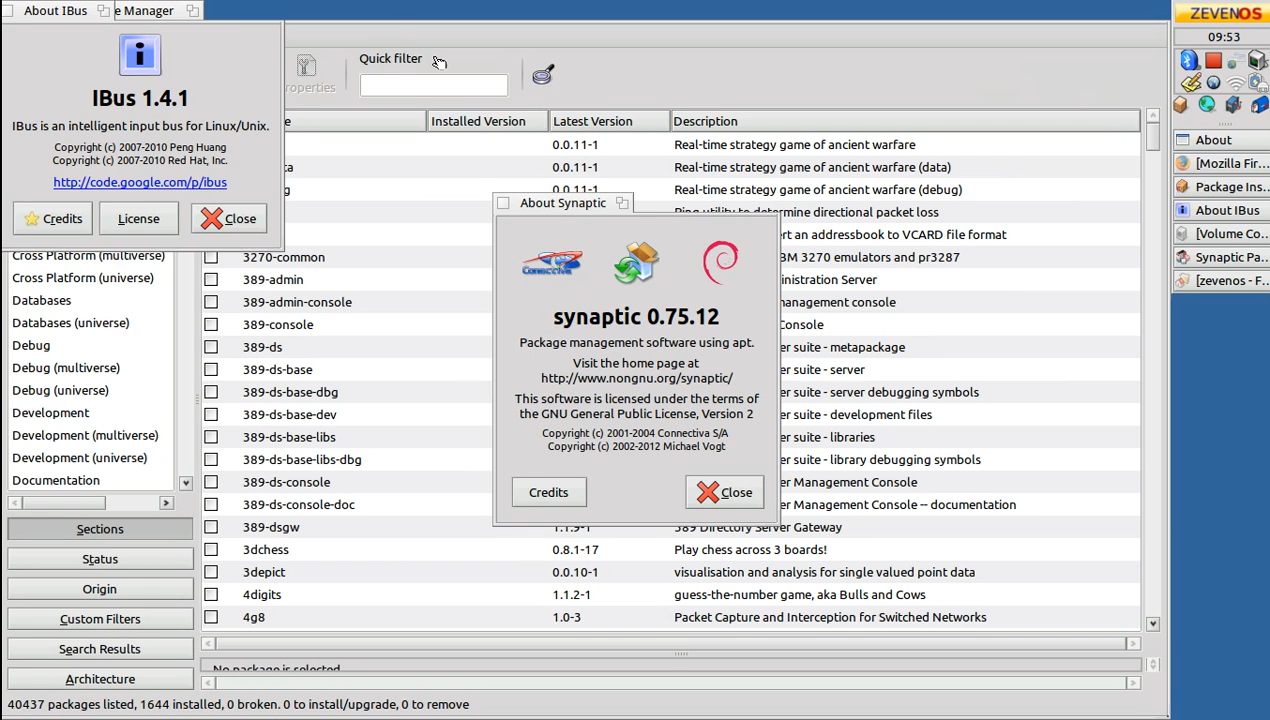 About IBus
e Manager
IBus 1.4.1
IBus is an intelligent input bus for Linux/Unix.
Copyright (c) 2007-2010 Peng Huang
Copyright (c) 2007-2010 Red Hat, Inc.
http://code.google.com/p/ibus
Credits
License
Close
roperties
Quick filter
e
Installed Version
Latest Version
Description
0.0.11-1
Real-time strategy game of ancient warfare
ta
0.0.11-1
Real-time strategy game of ancient warfare (data)
g
0.0.11-1
Real-time strategy game of ancient warfare (debug)
Ping utility to determine directional packet loss
rt an addressbook to VCARD file format
3270-common
BM 3270 emulators and pr3287
389-admin
ministration Server
389-admin-console
management console
389-console
Console
389-ds
er suite - metapackage
389-ds-base
er suite - server
389-ds-base-dbg
er suite - server debugging symbols
389-ds-base-dev
er suite - development files
389-ds-base-libs
er suite - libraries
389-ds-base-libs-dbg
er suite - library debugging symbols
389-ds-console
er Management Console
389-ds-console-doc
er Management Console -- documentation
389-dsgw
1.1.9-1
389 Directory Server Gateway
3dchess
0.8.1-17
Play chess across 3 boards!
3depict
0.0.10-1
visualisation and analysis for single valued point data
4digits
1.1.2-1
guess-the-number game, aka Bulls and Cows
4g8
1.0-3
Packet Capture and Interception for Switched Networks
Cross Platform (multiverse)
Cross Platform (universe)
Databases
Databases (universe)
Debug
Debug (multiverse)
Debug (universe)
Development
Development (multiverse)
Development (universe)
Documentation
Sections
Status
Origin
Custom Filters
Search Results
Architecture
No package is selected.
40437 packages listed, 1644 installed, 0 broken. 0 to install/upgrade, 0 to remove
About Synaptic
Conectiva
synaptic 0.75.12
Package management software using apt.
Visit the home page at
http://www.nongnu.org/synaptic/
This software is licensed under the terms of
the GNU General Public License, Version 2
Copyright (c) 2001-2004 Connectiva S/A
Copyright (c) 2002-2012 Michael Vogt
Credits
Close
ZEVENOS
09:53
About
[Mozilla Fir...
Package Ins...
About IBus
[Volume Co...
Synaptic Pa...
[zevenos - F...